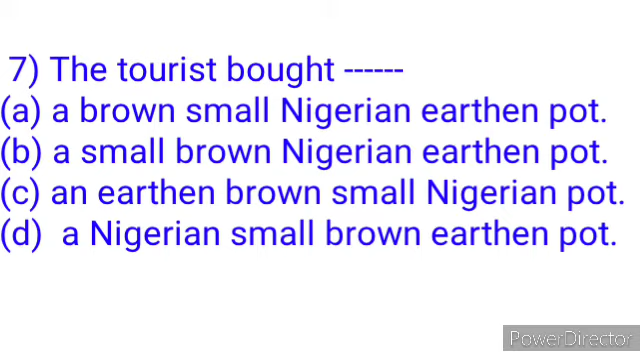 7) The tourist bought ------
(a) a brown small Nigerian earthen pot.
(b) a small brown Nigerian earthen pot.
(c) an earthen brown small Nigerian pot.
(d) a Nigerian small brown earthen pot.
PowerDirector